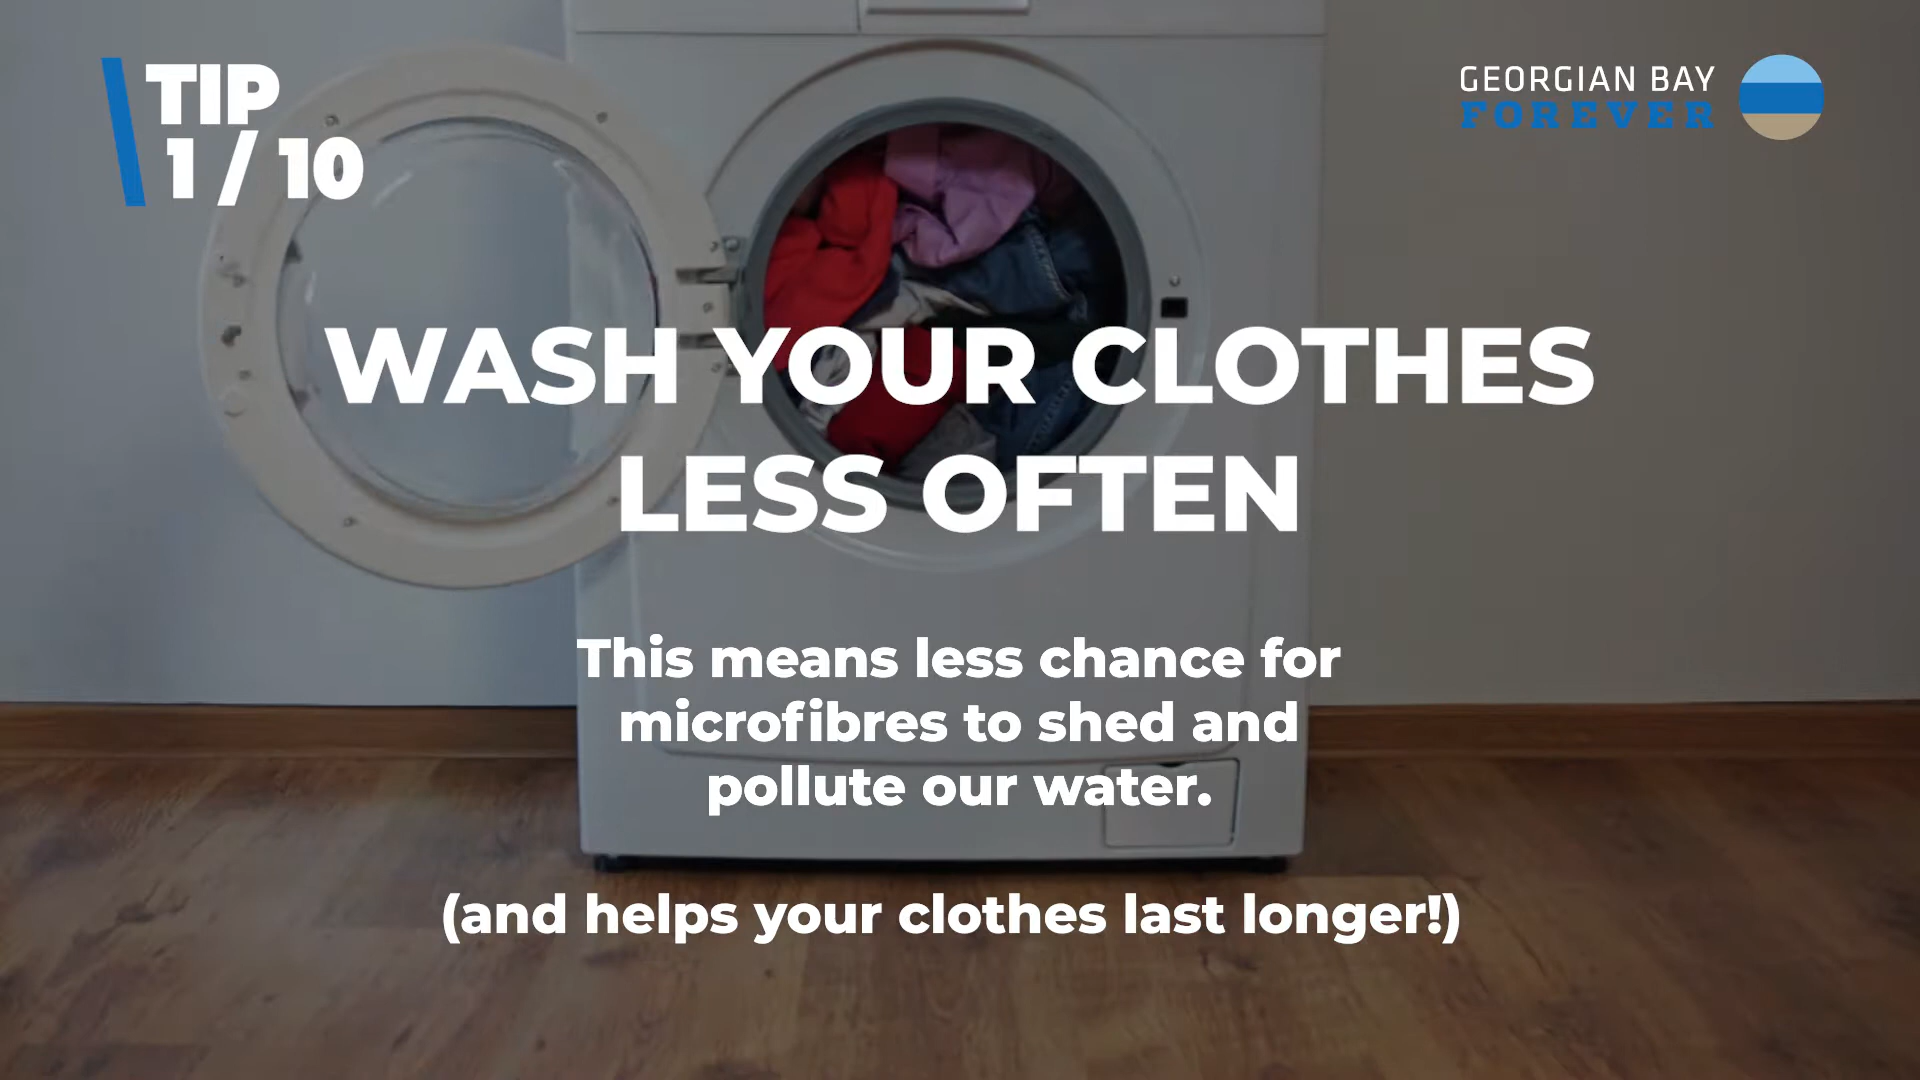 TIP
1 / 10
GEORGIAN BAY
FOREVER
WASH YOUR CLOTHES
LESS OFTEN
This means less chance for
microfibres to shed and
pollute our water.
(and helps your clothes last longer!)